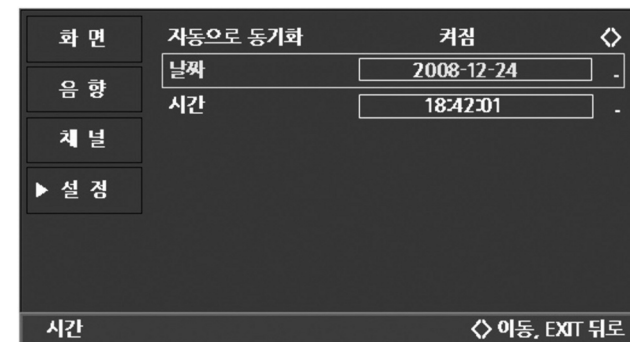 화 면
음 향
채 널
▶ 설 정
자동으로 동기화 켜짐
날짜 2008-12-24 .
시간 18:42:01 .
시간
이동, EXIT 뒤로